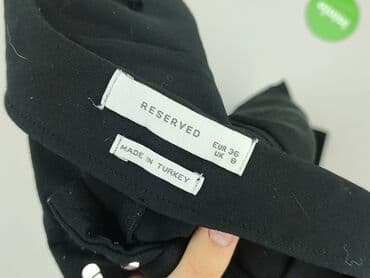 RESERVED
EUR 36
UK 8
MADE IN TURKEY